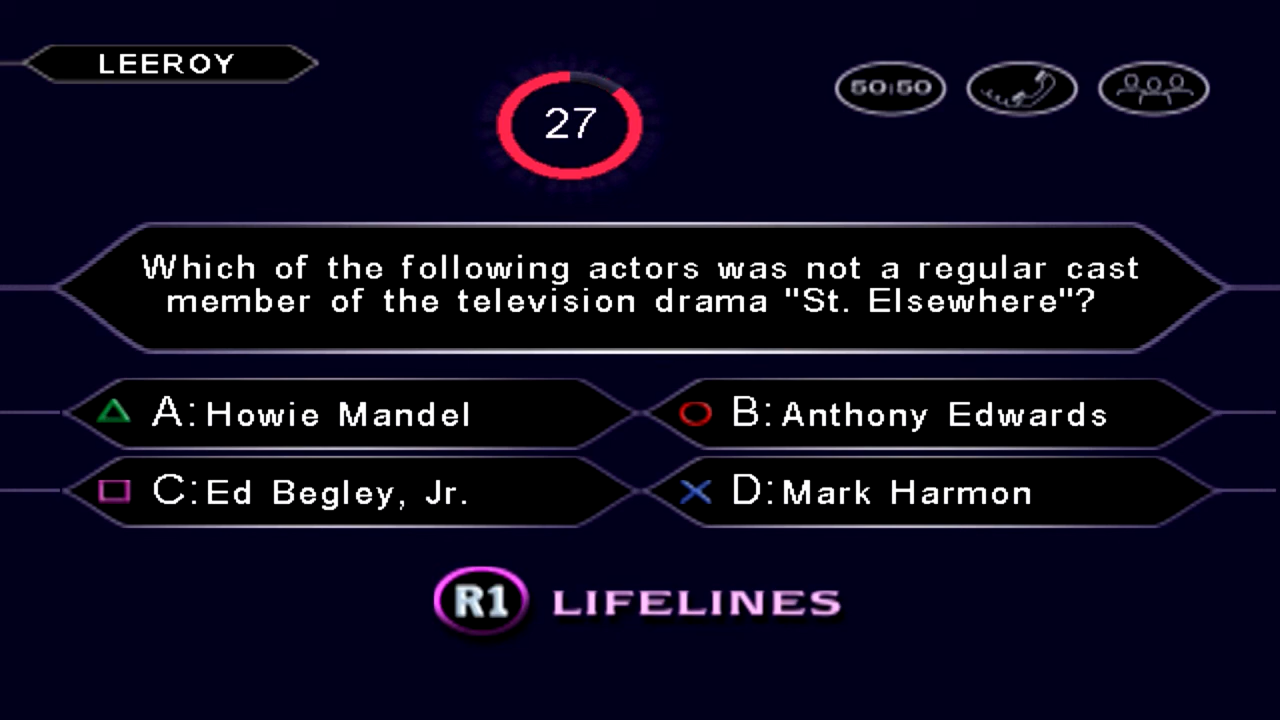 LEEROY
27
50:50
Which of the following actors was not a regular cast
member of the television drama "St. Elsewhere"?
A: Howie Mandel
B: Anthony Edwards
C: Ed Begley, Jr.
D: Mark Harmon
R1 LIFELINES